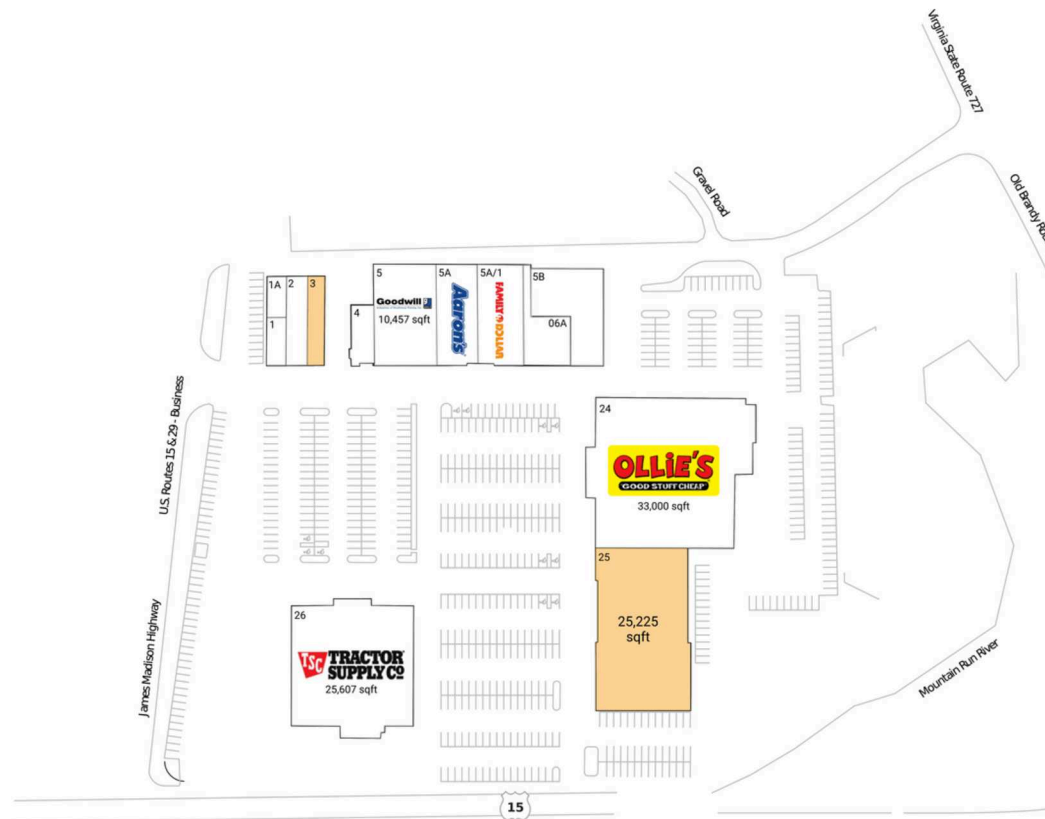 Virginia State Route 727
Gravel Road
Old Brandy Roa
1A
2
3
1
4
5
Goodwill
10,457 sqft
5A
Aaron's
5A/1
FAMILY DOLLAR
5B
06A
U.S. Routes 15 & 29 - Business
24
OLLiE'S
GOOD STUFF CHEAP
33,000 sqft
25
25,225
sqft
26
TSC
TRACTOR
SUPPLY CO
25,607 sqft
James Madison Highway
Mountain Run River
15